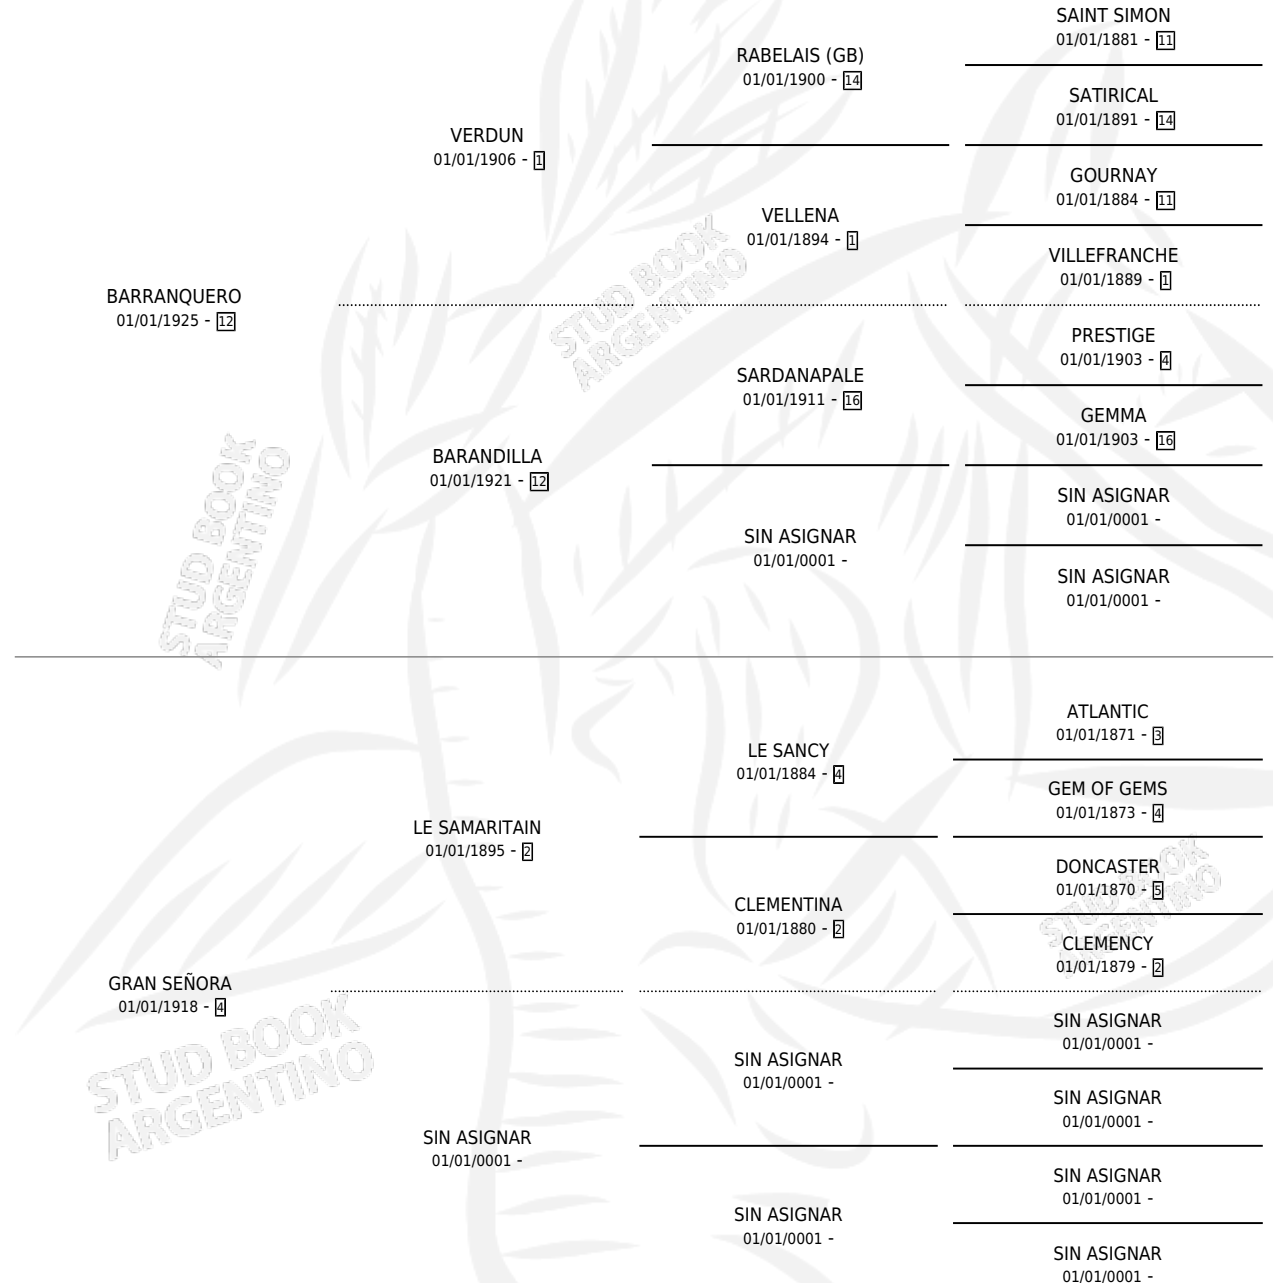 SAINT SIMON
01/01/1881 - 11
RABELAIS (GB)
01/01/1900 - 14
SATIRICAL
01/01/1891 - 14
VERDUN
01/01/1906 - 1
GOURNAY
01/01/1884 - 11
VELLENA
01/01/1894 - 1
VILLEFRANCHE
01/01/1889 - 1
BARRANQUERO
01/01/1925 - 12
PRESTIGE
01/01/1903 - 4
SARDANAPALE
01/01/1911 - 16
GEMMA
01/01/1903 - 16
BARANDILLA
01/01/1921 - 12
SIN ASIGNAR
01/01/0001 -
SIN ASIGNAR
01/01/0001 -
SIN ASIGNAR
01/01/0001 -
ATLANTIC
01/01/1871 - 3
LE SANCY
01/01/1884 - 4
GEM OF GEMS
01/01/1873 - 4
LE SAMARITAIN
01/01/1895 - 2
DONCASTER
01/01/1870 - 5
CLEMENTINA
01/01/1880 - 2
CLEMENCY
01/01/1879 - 2
GRAN SEÑORA
01/01/1918 - 4
SIN ASIGNAR
01/01/0001 -
SIN ASIGNAR
01/01/0001 -
SIN ASIGNAR
01/01/0001 -
SIN ASIGNAR
01/01/0001 -
SIN ASIGNAR
01/01/0001 -
SIN ASIGNAR
01/01/0001 -
SIN ASIGNAR
01/01/0001 -
STUD BOOK
ARGENTINO
STUD BOOK
ARGENTINO
STUD BOOK
ARGENTINO
STUD BOOK
ARGENTINO